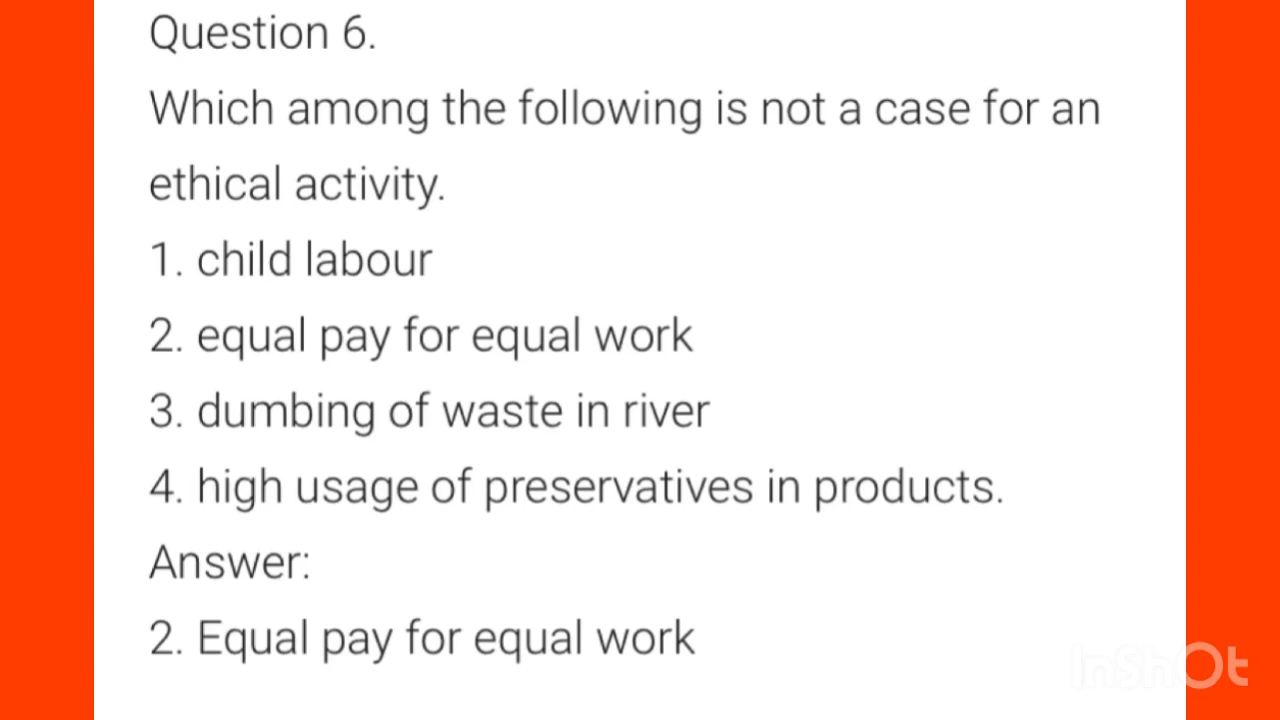 Question 6.
Which among the following is not a case for an
ethical activity.
1. child labour
2. equal pay for equal work
3. dumbing of waste in river
4. high usage of preservatives in products.
Answer:
2. Equal pay for equal work
InShOt